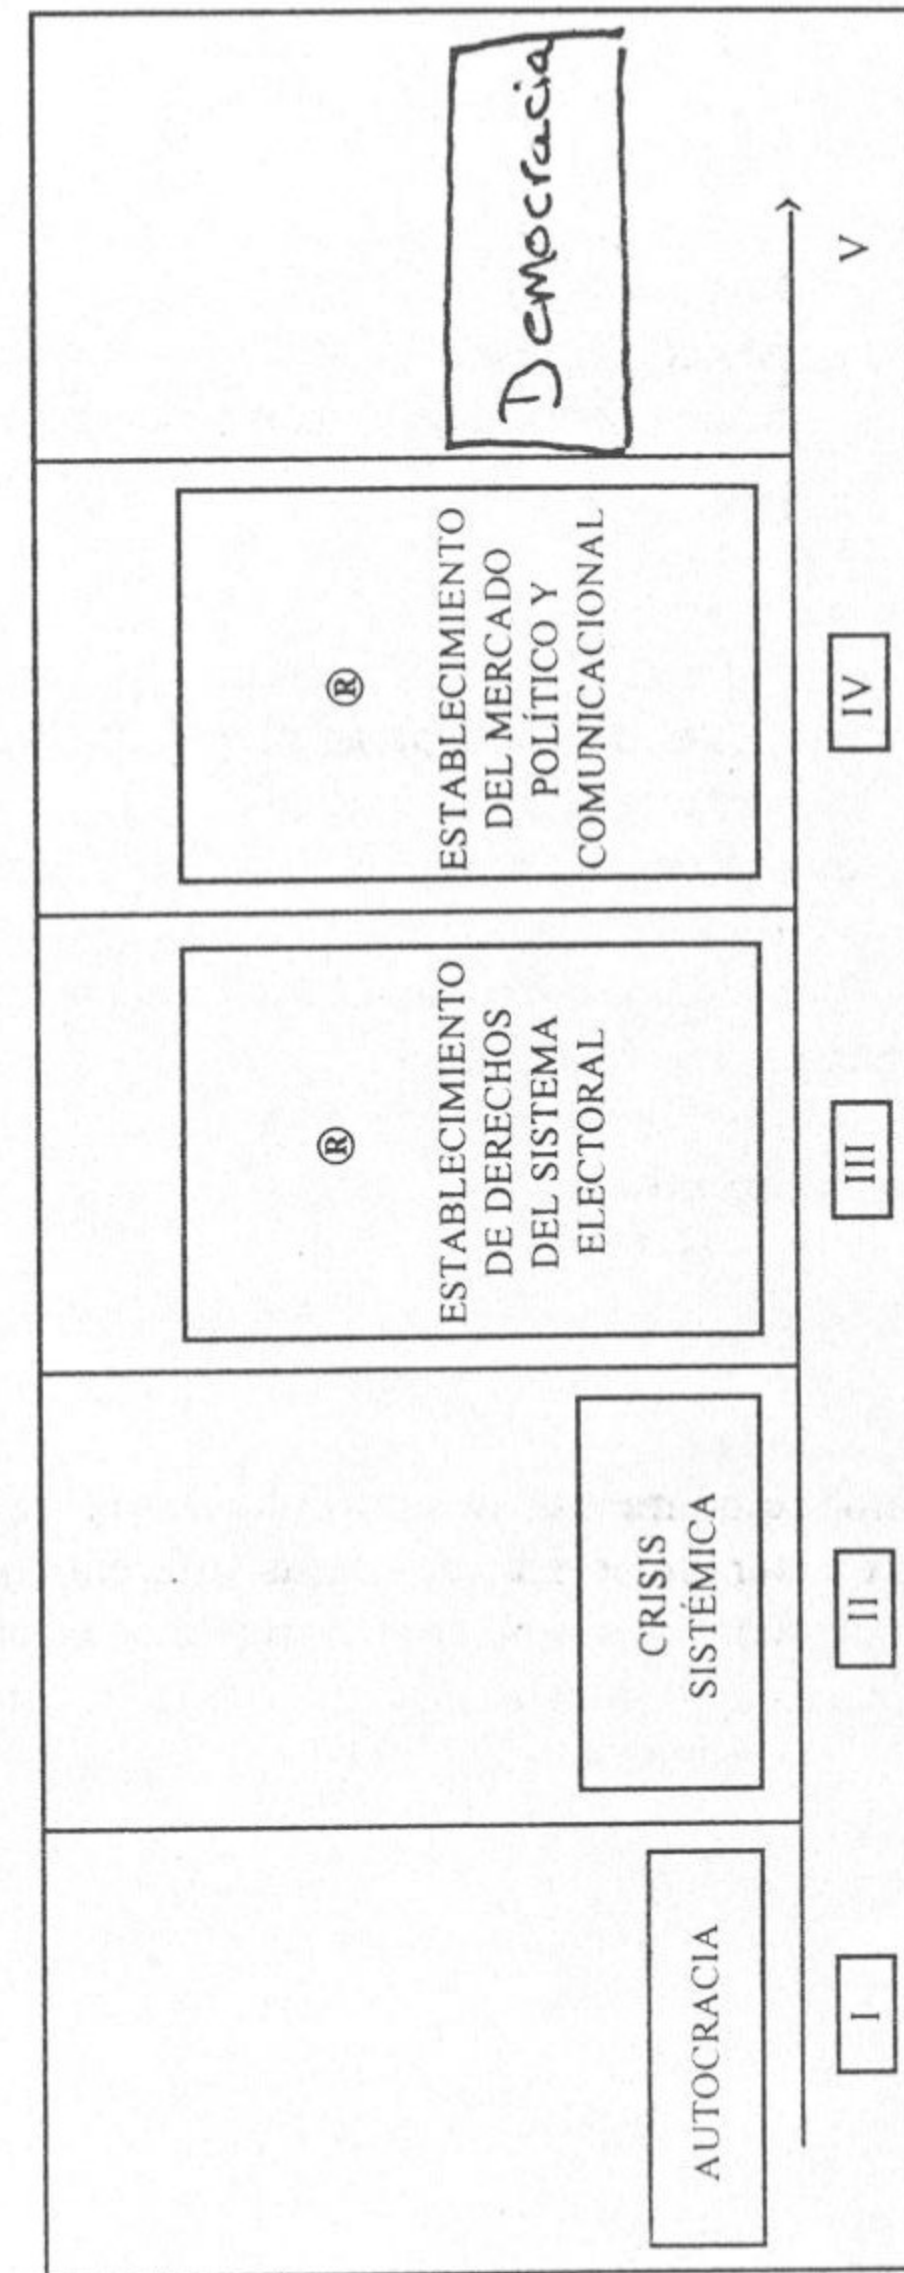 AUTOCRACIA
CRISIS
SISTÉMICA
®
ESTABLECIMIENTO
DE DERECHOS
DEL SISTEMA
ELECTORAL
®
ESTABLECIMIENTO
DEL MERCADO
POLÍTICO Y
COMUNICACIONAL
Democracia
I
II
III
IV
V